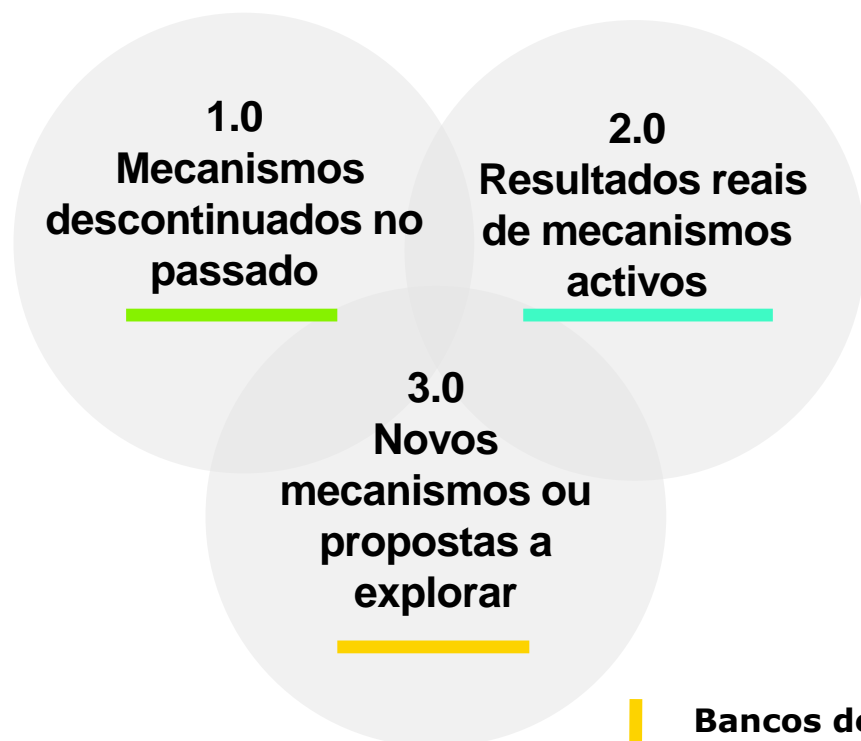 1.0
Mecanismos
descontinuados no
passado
2.0
Resultados reais
de mecanismos
activos
3.0
Novos
mecanismos ou
propostas a
explorar
Bancos